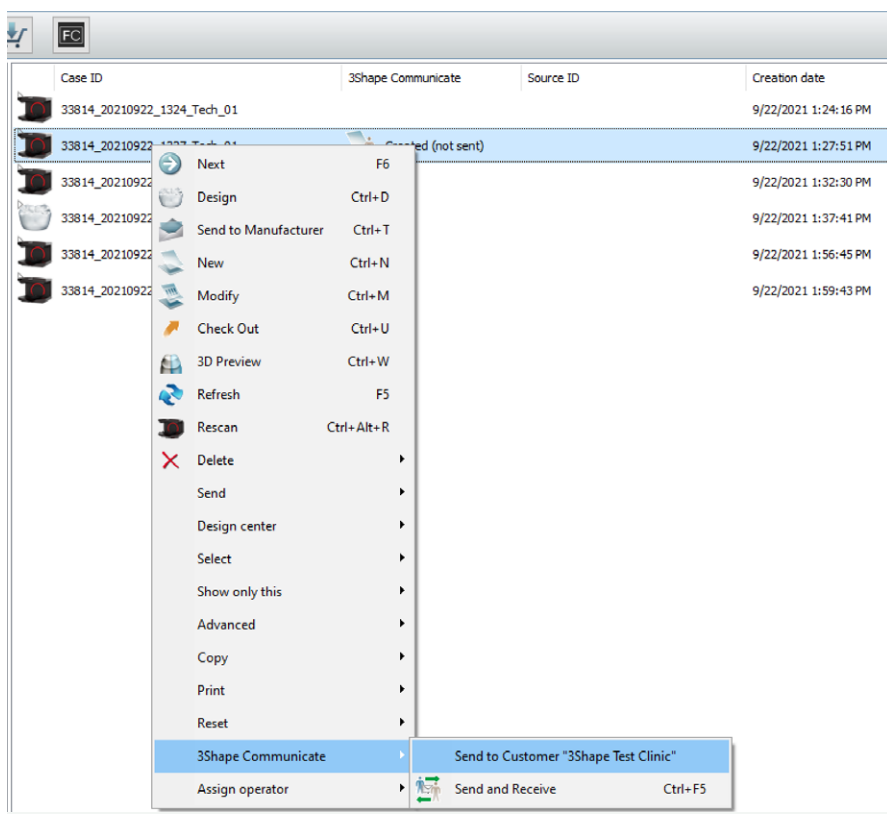 FC
Case ID 3Shape Communicate Source ID Creation date
33814_20210922_1324_Tech_01 9/22/2021 1:24:16 PM
33814_20210922_1327_Tech_01 Created (not sent) 9/22/2021 1:27:51 PM
33814_20210922 9/22/2021 1:32:30 PM
33814_20210922 9/22/2021 1:37:41 PM
33814_20210922 9/22/2021 1:56:45 PM
33814_20210922 9/22/2021 1:59:43 PM
Next F6
Design Ctrl+D
Send to Manufacturer Ctrl+T
New Ctrl+N
Modify Ctrl+M
Check Out Ctrl+U
3D Preview Ctrl+W
Refresh F5
Rescan Ctrl+Alt+R
Delete
Send
Design center
Select
Show only this
Advanced
Copy
Print
Reset
3Shape Communicate
Send to Customer "3Shape Test Clinic"
Assign operator
Send and Receive Ctrl+F5